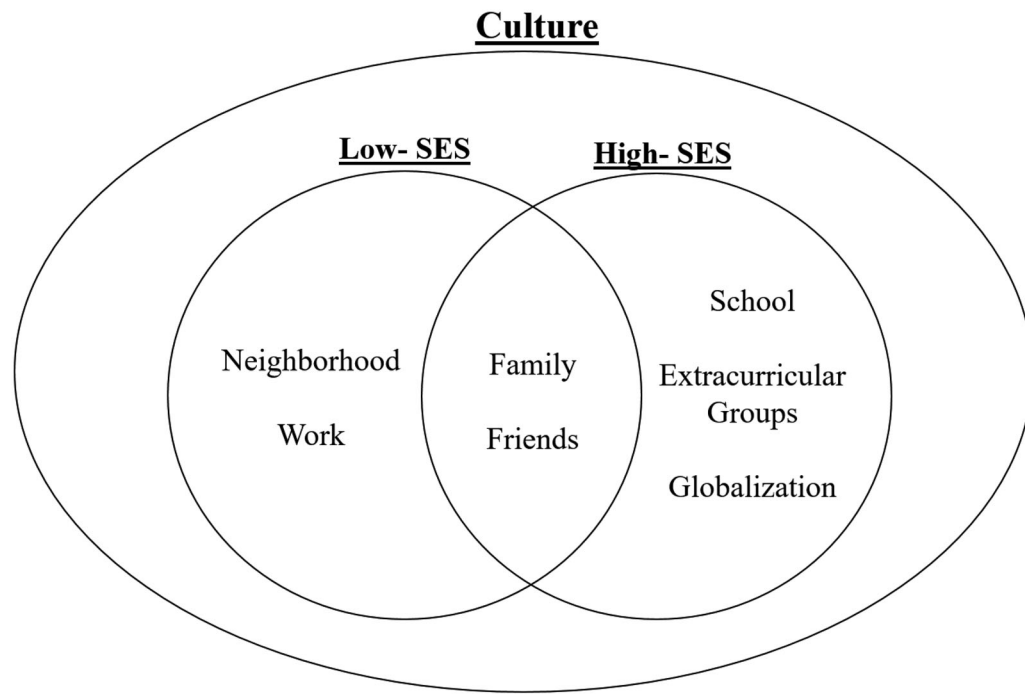 Culture
Low- SES
High- SES
Neighborhood
Work
Family
Friends
School
Extracurricular
Groups
Globalization